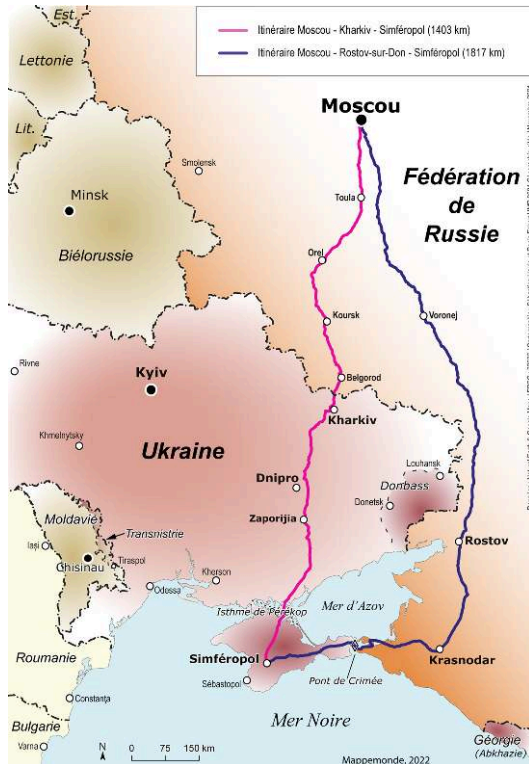 Itinéraire Moscou - Kharkiv - Simféropol (1403 km)
Itinéraire Moscou - Rostov-sur-Don - Simféropol (1817 km)
Est.
Lettonie
Lit.
Moscou
Smolensk
Fédération
de
Russie
Minsk
Toula
Biélorussie
Orel
Koursk
Voronej
Rivne
Kyiv
Belgorod
Kharkiv
Khmelnytsky
Ukraine
Louhansk
Dnipro
Donbass
Donetsk
Moldavie
Zaporijia
Transnistrie
Rostov
Iași
Chisinau
Tiraspol
Kherson
Odessa
Isthme de Pérékop
Mer d'Azov
Roumanie
Simféropol
Krasnodar
Sébastopol
Pont de Crimée
Constanța
Mer Noire
Bulgarie
Géorgie
(Abkhazie)
Varna
N
0 75 150 km
Mappemonde, 2022